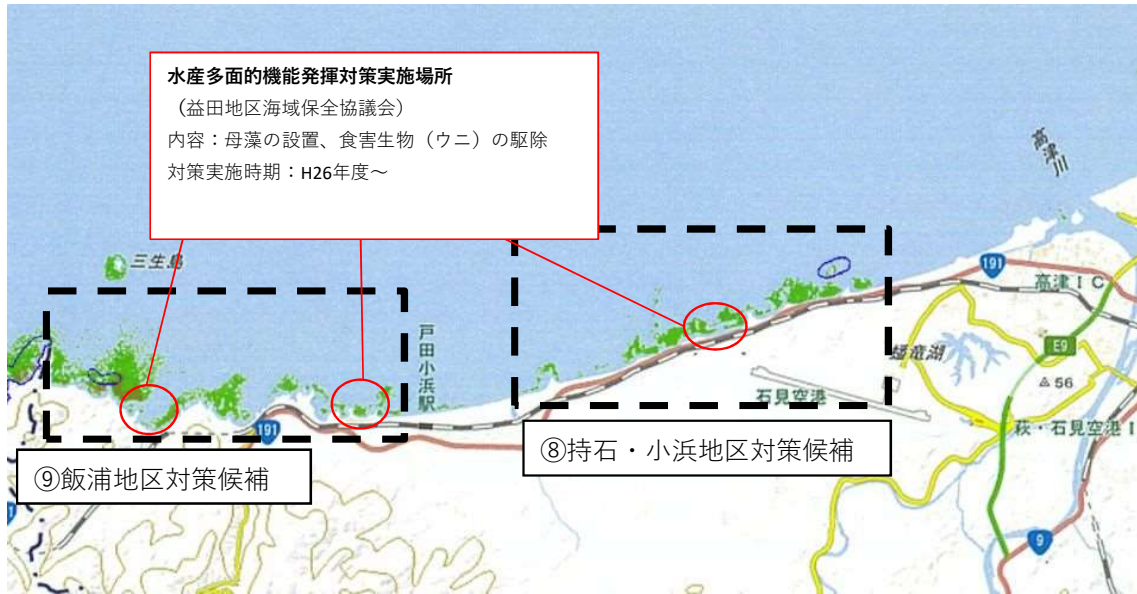 水産多面的機能発揮対策実施場所
（益田地区海域保全協議会）
内容：母藻の設置、食害生物（ウニ）の駆除
対策実施時期：H26年度～
高津川
三生島
191
高津ＩＣ
戸田小浜駅
E9
蟠竜湖
56
石見空港
191
萩・石見空港Ｉ
⑧持石・小浜地区対策候補
⑨飯浦地区対策候補
9